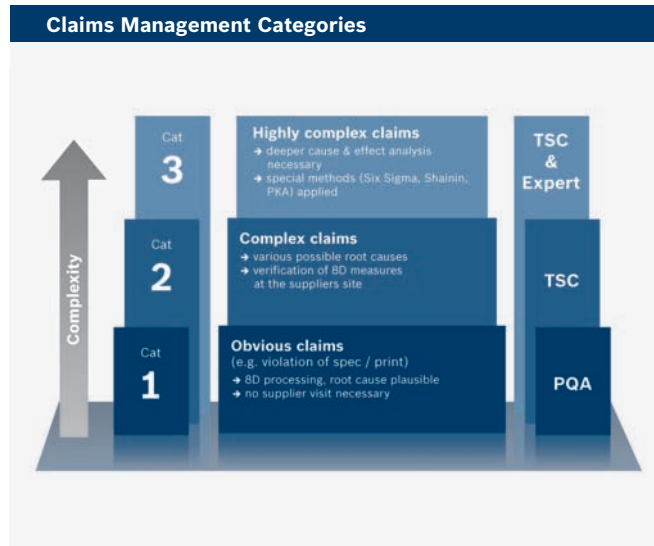 Claims Management Categories
Complexity
Cat
3
Highly complex claims
→ deeper cause & effect analysis
necessary
→ special methods (Six Sigma, Shainin,
PKA) applied
TSC
&
Expert
Cat
2
Complex claims
→ various possible root causes
→ verification of 8D measures
at the suppliers site
TSC
Cat
1
Obvious claims
(e.g. violation of spec / print)
→ 8D processing, root cause plausible
→ no supplier visit necessary
PQA